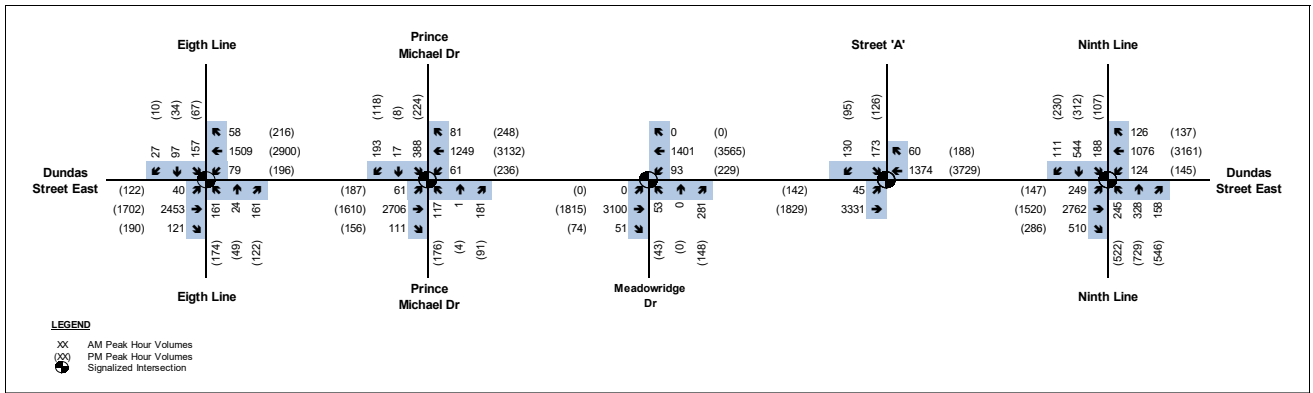 Eigth Line
Prince
Michael Dr
Street 'A'
Ninth Line
(10) (34) (67)
(118) (8) (224)
(95) (126)
(230) (312) (107)
27 97 157
58 (216)
1509 (2900)
79 (196)
193 17 388
81 (248)
1249 (3132)
61 (236)
0 (0)
1401 (3565)
93 (229)
130 173
60 (188)
1374 (3729)
111 544 188
126 (137)
1076 (3161)
124 (145)
Dundas
Street East
(122) 40
(1702) 2453
(190) 121
161 24 161
(174) (49) (122)
(187) 61
(1610) 2706
(156) 111
117 1 181
(176) (4) (91)
(0) 0
(1815) 3100
(74) 51
53 0 281
(43) (0) (148)
(142) 45
(1829) 3331
(147) 249
(1520) 2762
(286) 510
245 328 158
(522) (729) (546)
Dundas
Street East
Eigth Line
Prince
Michael Dr
Meadowridge
Dr
Ninth Line
LEGEND
XX AM Peak Hour Volumes
(XX) PM Peak Hour Volumes
Signalized Intersection